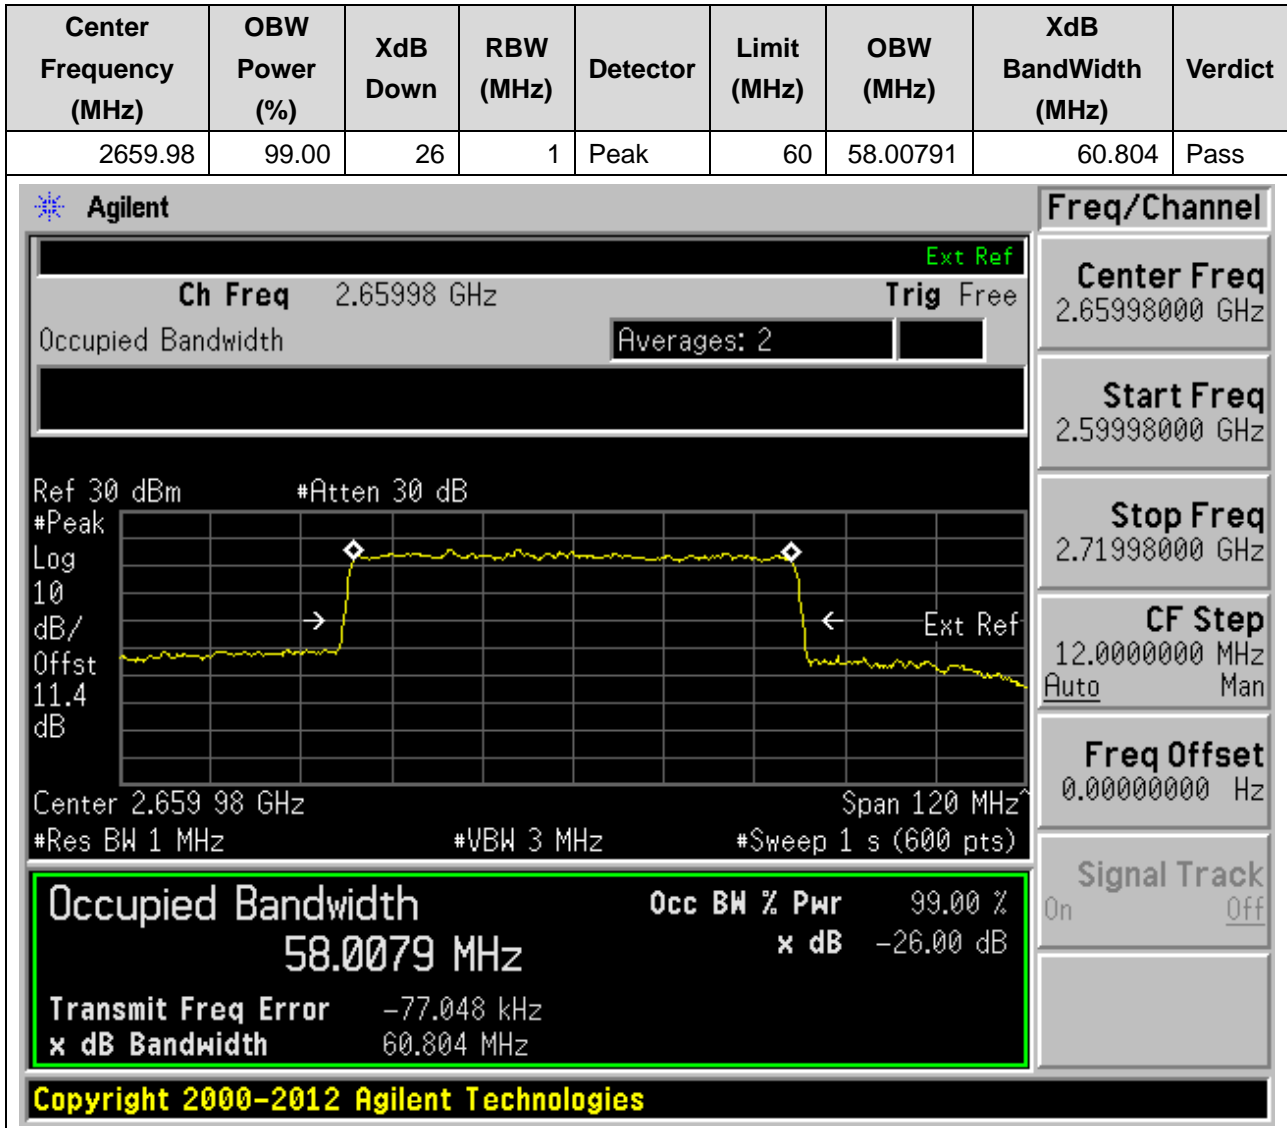 Center Frequency (MHz) OBW Power (%) XdB Down RBW (MHz) Detector Limit (MHz) OBW (MHz) XdB BandWidth (MHz) Verdict
2659.98 99.00 26 1 Peak 60 58.00791 60.804 Pass
Agilent
Freq/Channel
Ext Ref
Ch Freq 2.65998 GHz Trig Free
Occupied Bandwidth Averages: 2
Ref 30 dBm #Atten 30 dB
#Peak
Log
10
dB/
Offst
11.4
dB
Ext Ref
Center 2.659 98 GHz Span 120 MHz^
#Res BW 1 MHz #VBW 3 MHz #Sweep 1 s (600 pts)
Occupied Bandwidth
58.0079 MHz
Occ BW % Pwr 99.00 %
x dB -26.00 dB
Transmit Freq Error -77.048 kHz
x dB Bandwidth 60.804 MHz
Center Freq
2.65998000 GHz
Start Freq
2.59998000 GHz
Stop Freq
2.71998000 GHz
CF Step
12.0000000 MHz
Auto Man
Freq Offset
0.00000000 Hz
Signal Track
On Off
Copyright 2000-2012 Agilent Technologies